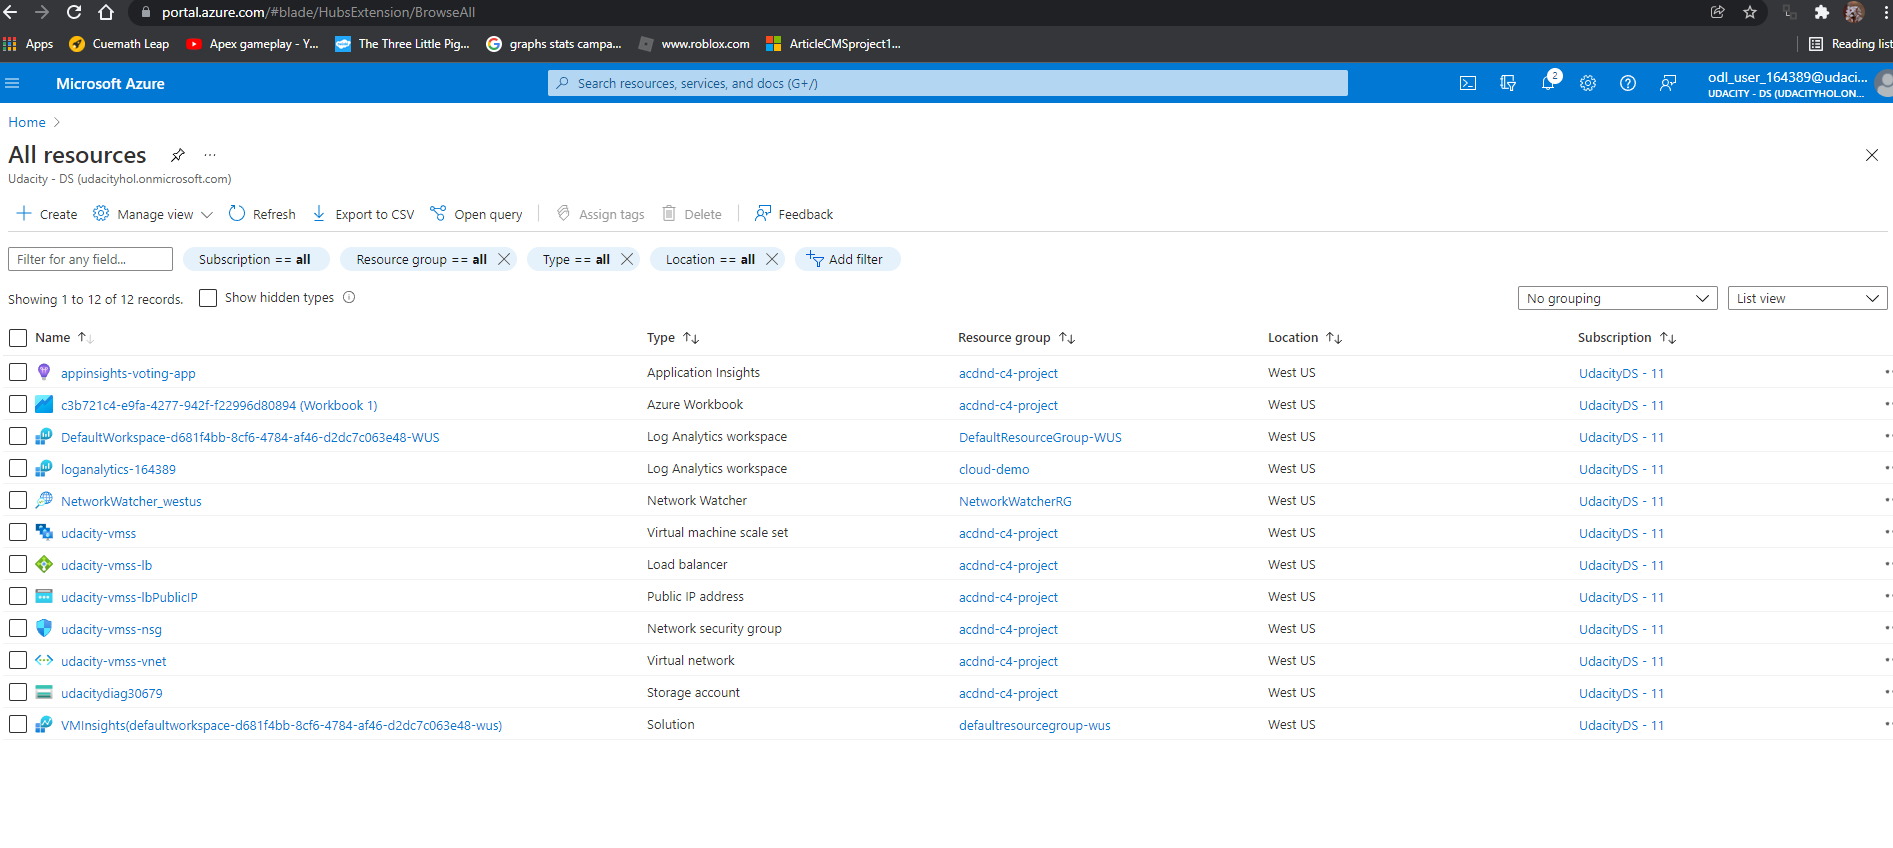 portal.azure.com/#blade/HubsExtension/BrowseAll
Apps Cuemath Leap Apex gameplay - Y... The Three Little Pig... graphs stats campa... www.roblox.com ArticleCMSproject1... Reading list
Microsoft Azure Search resources, services, and docs (G+/) 2 odl_user_164389@udaci...
UDACITY - DS (UDACITYHOL.ON...
Home >
All resources ...
Udacity - DS (udacityhol.onmicrosoft.com)
Create Manage view Refresh Export to CSV Open query Assign tags Delete Feedback
Filter for any field... Subscription == all Resource group == all Type == all Location == all Add filter
Showing 1 to 12 of 12 records. Show hidden types No grouping List view
Name Type Resource group Location Subscription
appinsights-voting-app Application Insights acdnd-c4-project West US UdacityDS - 11
c3b721c4-e9fa-4277-942f-f22996d80894 (Workbook 1) Azure Workbook acdnd-c4-project West US UdacityDS - 11
DefaultWorkspace-d681f4bb-8cf6-4784-af46-d2dc7c063e48-WUS Log Analytics workspace DefaultResourceGroup-WUS West US UdacityDS - 11
loganalytics-164389 Log Analytics workspace cloud-demo West US UdacityDS - 11
NetworkWatcher_westus Network Watcher NetworkWatcherRG West US UdacityDS - 11
udacity-vmss Virtual machine scale set acdnd-c4-project West US UdacityDS - 11
udacity-vmss-lb Load balancer acdnd-c4-project West US UdacityDS - 11
udacity-vmss-lbPublicIP Public IP address acdnd-c4-project West US UdacityDS - 11
udacity-vmss-nsg Network security group acdnd-c4-project West US UdacityDS - 11
udacity-vmss-vnet Virtual network acdnd-c4-project West US UdacityDS - 11
udacitydiag30679 Storage account acdnd-c4-project West US UdacityDS - 11
VMInsights(defaultworkspace-d681f4bb-8cf6-4784-af46-d2dc7c063e48-wus) Solution defaultresourcegroup-wus West US UdacityDS - 11